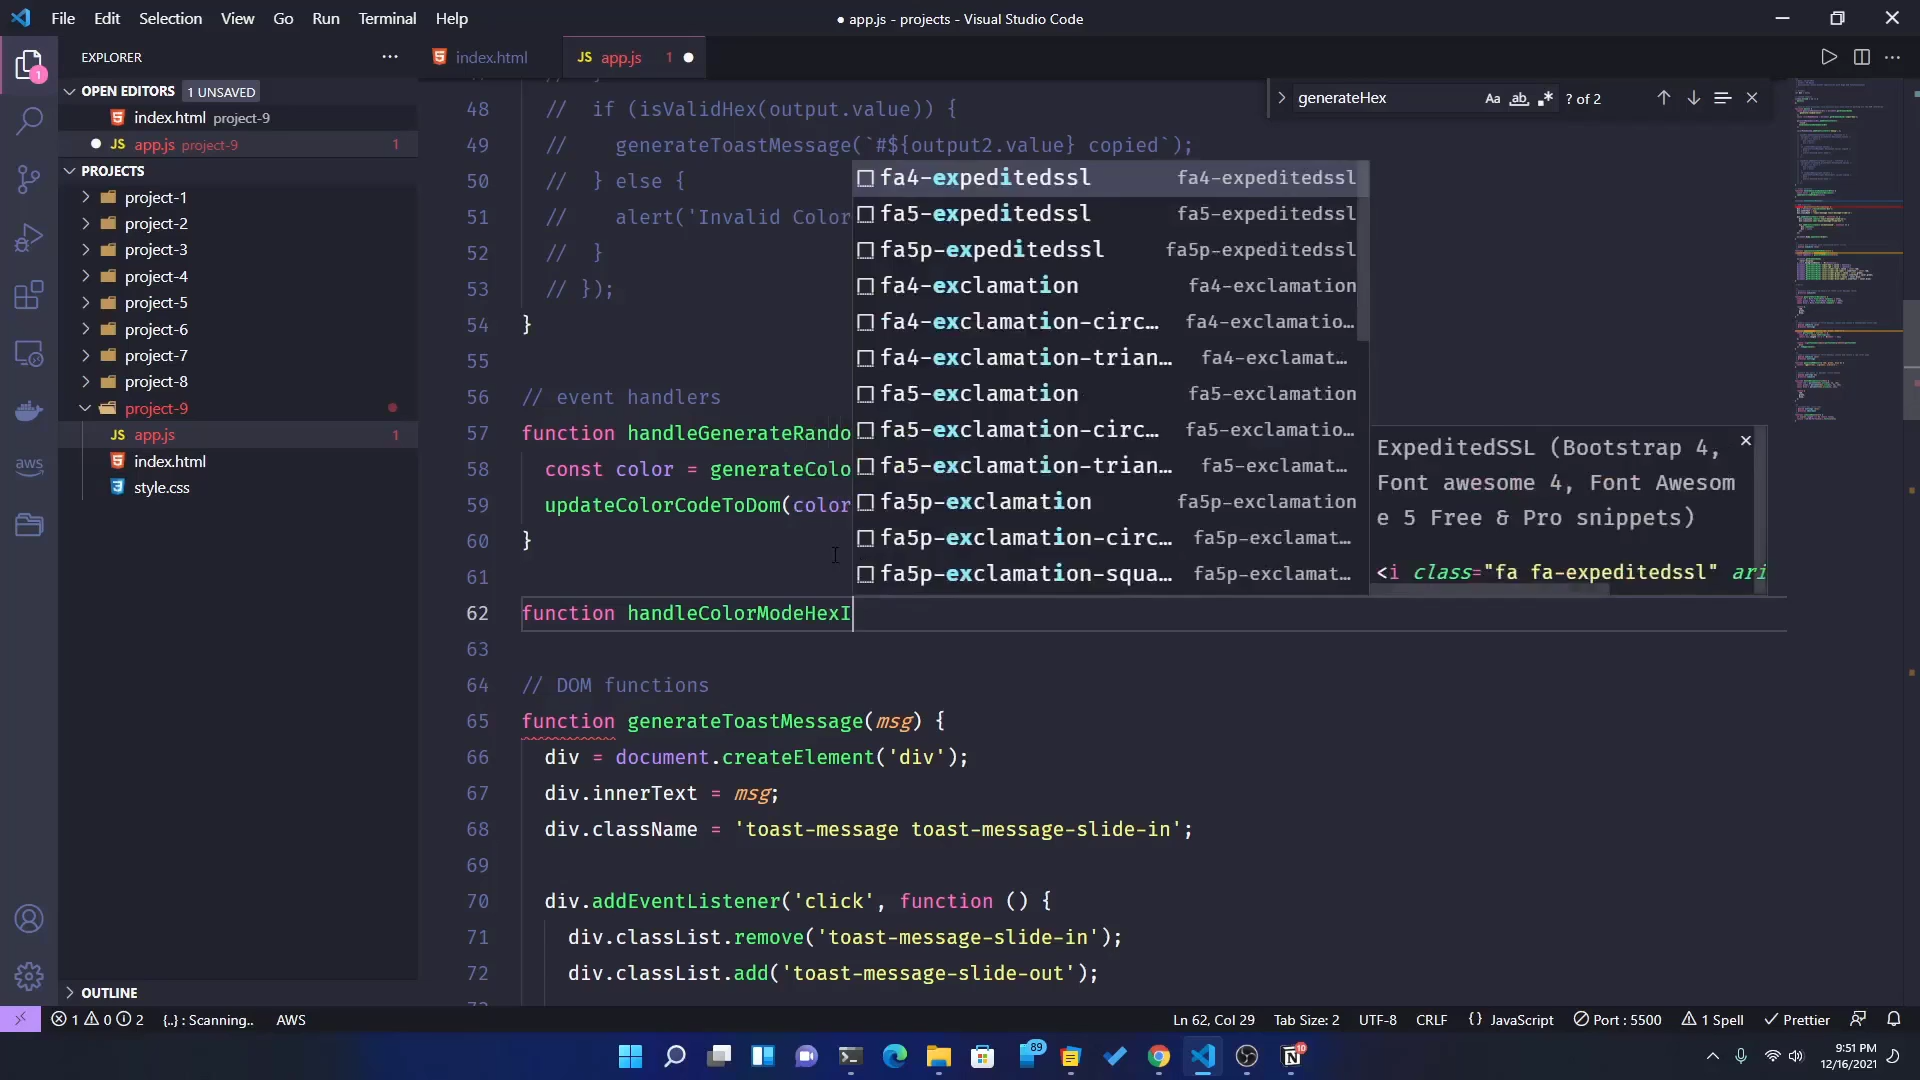 File Edit Selection View Go Run Terminal Help
● app.js - projects - Visual Studio Code
EXPLORER
OPEN EDITORS 1 UNSAVED
index.html project-9
JS app.js project-9 1
PROJECTS
project-1
project-2
project-3
project-4
project-5
project-6
project-7
project-8
project-9
JS app.js 1
index.html
style.css
OUTLINE
aws
1
index.html
JS app.js 1
generateHex Aa ab ? of 2
48 // if (isValidHex(output.value)) {
49 // generateToastMessage(`#${output2.value} copied`);
50 // } else {
51 // alert('Invalid Color
52 // }
53 // });
54 }
55
56 // event handlers
57 function handleGenerateRando
58 const color = generateColo
59 updateColorCodeToDom(color
60 }
61
62 function handleColorModeHexI
63
64 // DOM functions
65 function generateToastMessage(msg) {
66 div = document.createElement('div');
67 div.innerText = msg;
68 div.className = 'toast-message toast-message-slide-in';
69
70 div.addEventListener('click', function () {
71 div.classList.remove('toast-message-slide-in');
72 div.classList.add('toast-message-slide-out');
fa4-expeditedssl fa4-expeditedssl
fa5-expeditedssl fa5-expeditedssl
fa5p-expeditedssl fa5p-expeditedssl
fa4-exclamation fa4-exclamation
fa4-exclamation-circ… fa4-exclamatio…
fa4-exclamation-trian… fa4-exclamat…
fa5-exclamation fa5-exclamation
fa5-exclamation-circ… fa5-exclamatio…
fa5-exclamation-trian… fa5-exclamat…
fa5p-exclamation fa5p-exclamation
fa5p-exclamation-circ… fa5p-exclamat…
fa5p-exclamation-squa… fa5p-exclamat…
ExpeditedSSL (Bootstrap 4,
Font awesome 4, Font Awesom
e 5 Free & Pro snippets)
<i class="fa fa-expeditedssl" ari
1 0 2 {..} : Scanning.. AWS
Ln 62, Col 29 Tab Size: 2 UTF-8 CRLF {} JavaScript Port : 5500 1 Spell Prettier
89
10
9:51 PM
12/16/2021